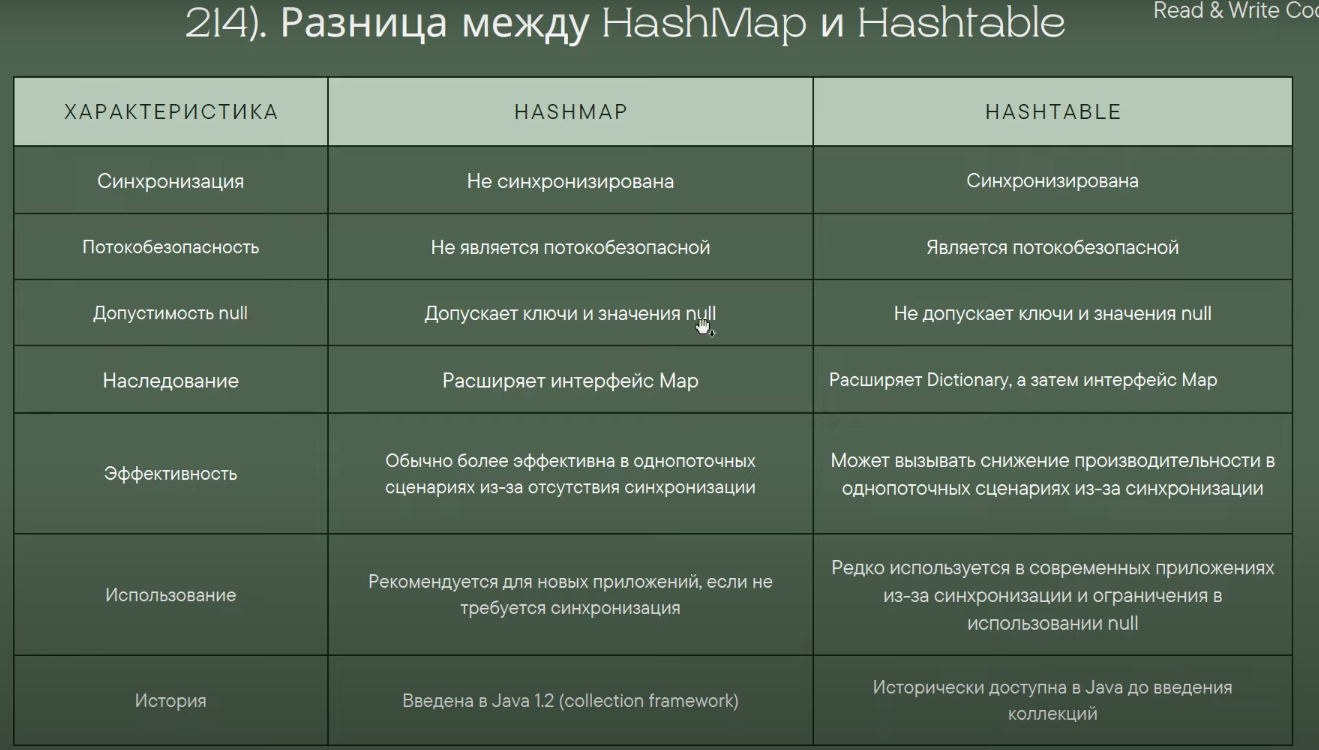 214). Разница между HashMap и Hashtable
Read & Write
ХАРАКТЕРИСТИКА
HASHMAP
HASHTABLE
Синхронизация
Не синхронизирована
Синхронизирована
Потокобезопасность
Не является потокобезопасной
Является потокобезопасной
Допустимость null
Допускает ключи и значения null
Не допускает ключи и значения null
Наследование
Расширяет интерфейс Map
Расширяет Dictionary, а затем интерфейс Map
Эффективность
Обычно более эффективна в однопоточных
сценариях из-за отсутствия синхронизации
Может вызывать снижение производительности в
однопоточных сценариях из-за синхронизации
Использование
Рекомендуется для новых приложений, если не
требуется синхронизация
Редко используется в современных приложениях
из-за синхронизации и ограничения в
использовании null
История
Введена в Java 1.2 (collection framework)
Исторически доступна в Java до введения
коллекций